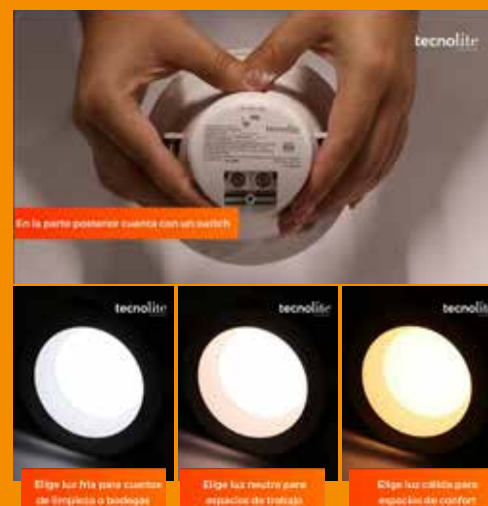 tecnolite
tecnolite
En la parte posterior cuenta con un switch
tecnolite
tecnolite
tecnolite
Elige luz fría para cuartos
de limpieza o bodegas
Elige luz neutra para
espacios de trabajo
Elige luz cálida para
espacios de confort